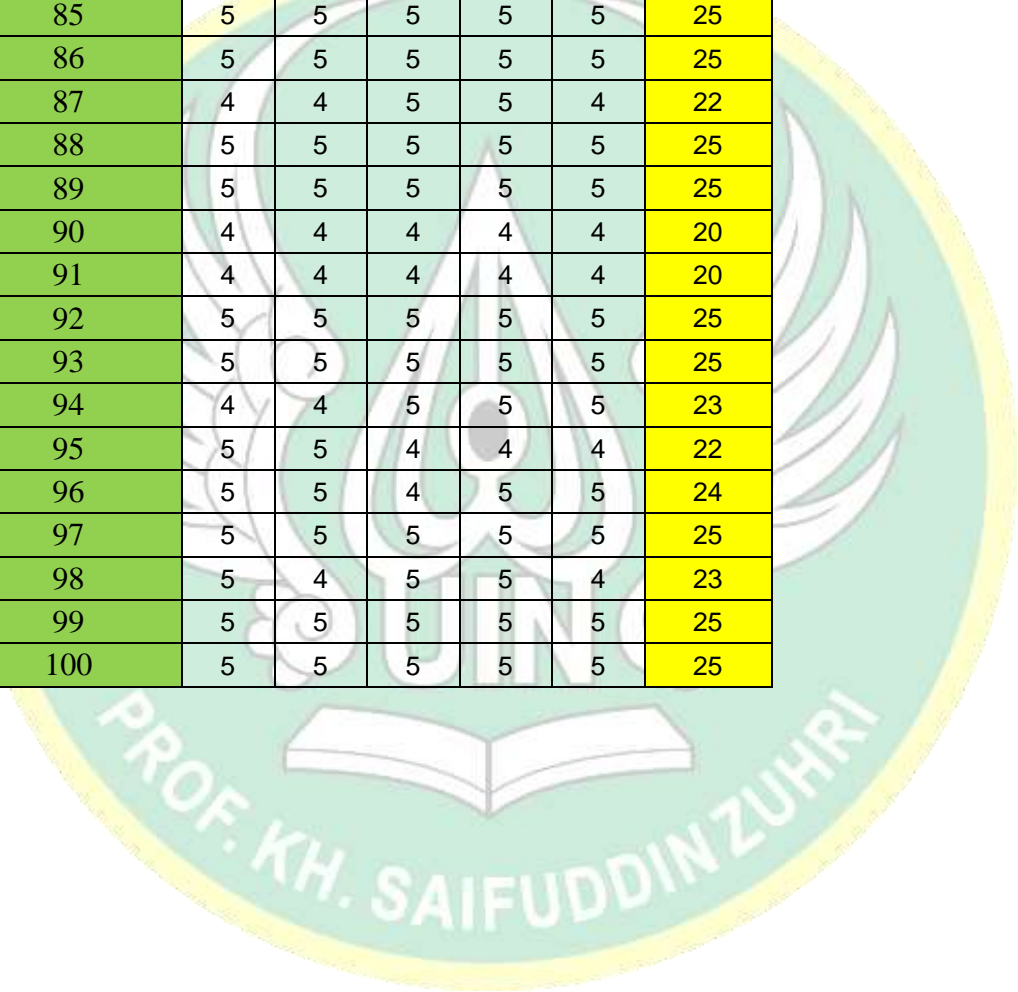 85 5 5 5 5 5 25
86 5 5 5 5 5 25
87 4 4 5 5 4 22
88 5 5 5 5 5 25
89 5 5 5 5 5 25
90 4 4 4 4 4 20
91 4 4 4 4 4 20
92 5 5 5 5 5 25
93 5 5 5 5 5 25
94 4 4 5 5 5 23
95 5 5 4 4 4 22
96 5 5 4 5 5 24
97 5 5 5 5 5 25
98 5 4 5 5 4 23
99 5 5 5 5 5 25
100 5 5 5 5 5 25
UIN
PROF. KH. SAIFUDDIN ZUHRI